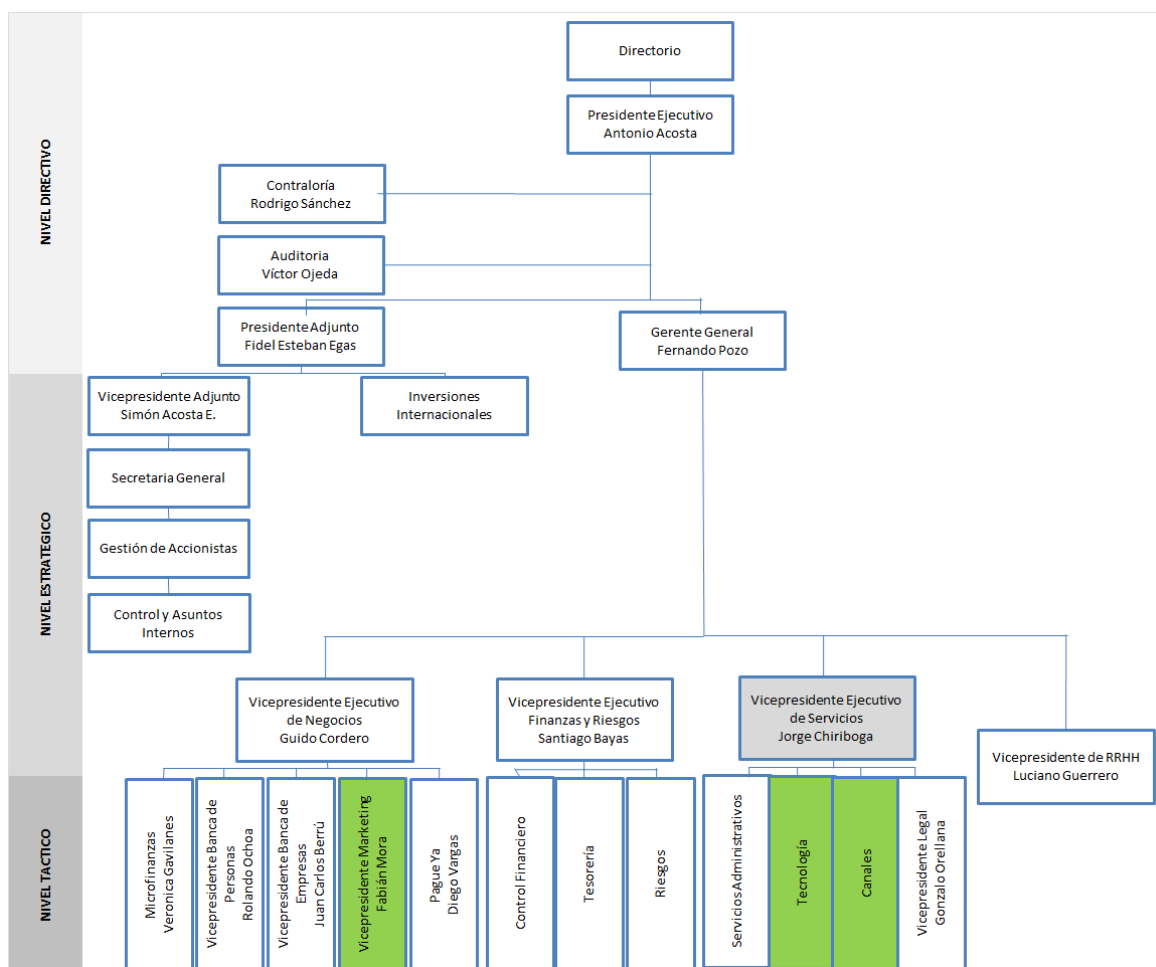 Directorio
Presidente Ejecutivo
Antonio Acosta
NIVEL DIRECTIVO
Contraloría
Rodrigo Sánchez
Auditoria
Víctor Ojeda
Presidente Adjunto
Fidel Esteban Egas
Gerente General
Fernando Pozo
NIVEL ESTRATEGICO
Vicepresidente Adjunto
Simón Acosta E.
Inversiones
Internacionales
Secretaria General
Gestión de Accionistas
Control y Asuntos
Internos
Vicepresidente Ejecutivo
de Negocios
Guido Cordero
Vicepresidente Ejecutivo
Finanzas y Riesgos
Santiago Bayas
Vicepresidente Ejecutivo
de Servicios
Jorge Chiriboga
Vicepresidente de RRHH
Luciano Guerrero
NIVEL TACTICO
Microfinanzas
Veronica Gavilanes
Vicepresidente Banca de
Personas
Rolando Ochoa
Vicepresidente Banca de
Empresas
Juan Carlos Berrú
Vicepresidente Marketing
Fabián Mora
Pague Ya
Diego Vargas
Control Financiero
Tesorería
Riesgos
Servicios Administrativos
Tecnología
Canales
Vicepresidente Legal
Gonzalo Orellana